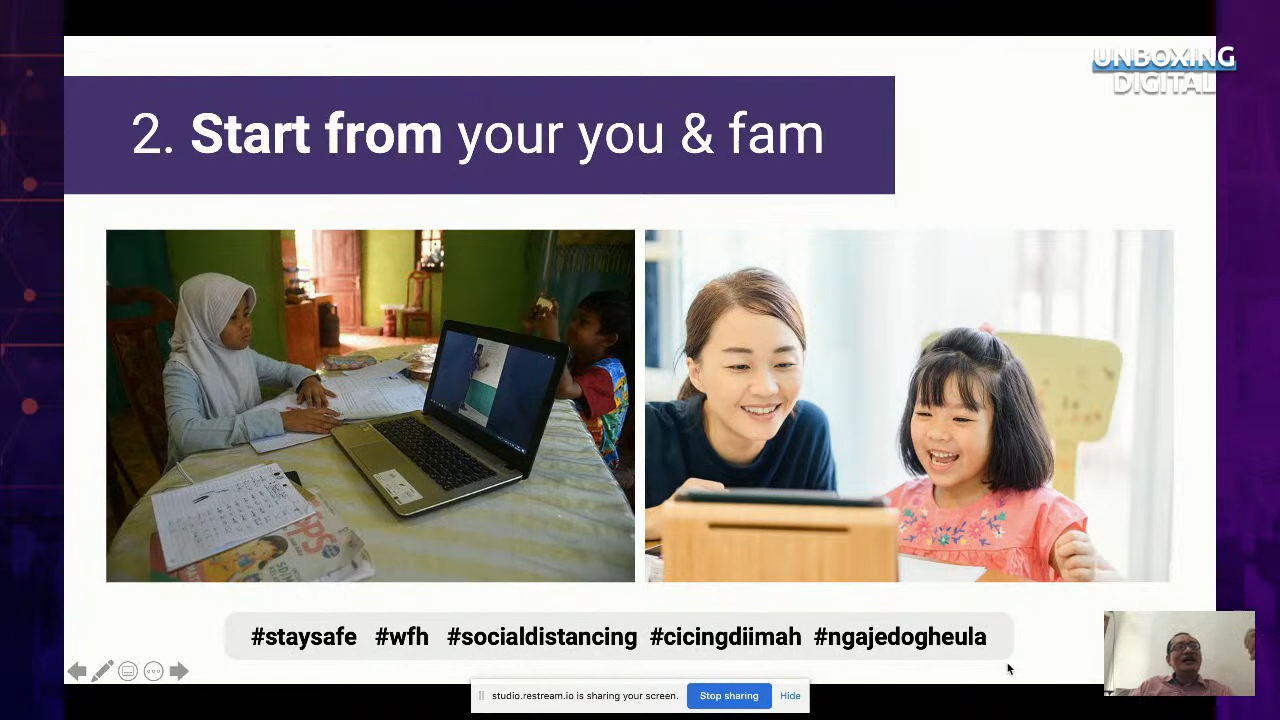 UNBOXING
DIGITAL
2. Start from your you & fam
#staysafe #wfh #socialdistancing #cicingdiimah #ngajedogheula
studio.restream.io is sharing your screen. Stop sharing Hide